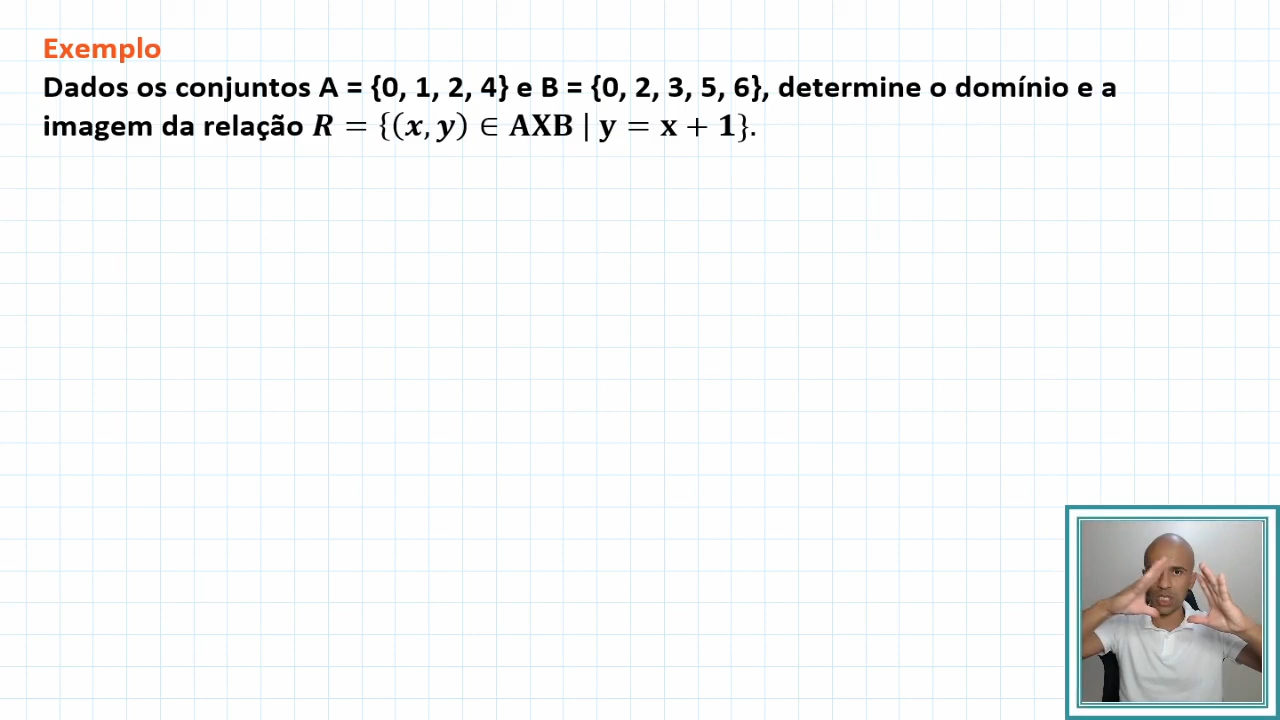 Exemplo
Dados os conjuntos A = {0, 1, 2, 4} e B = {0, 2, 3, 5, 6}, determine o domínio e a
imagem da relação R = {(x, y) ∈ AXB | y = x + 1}.